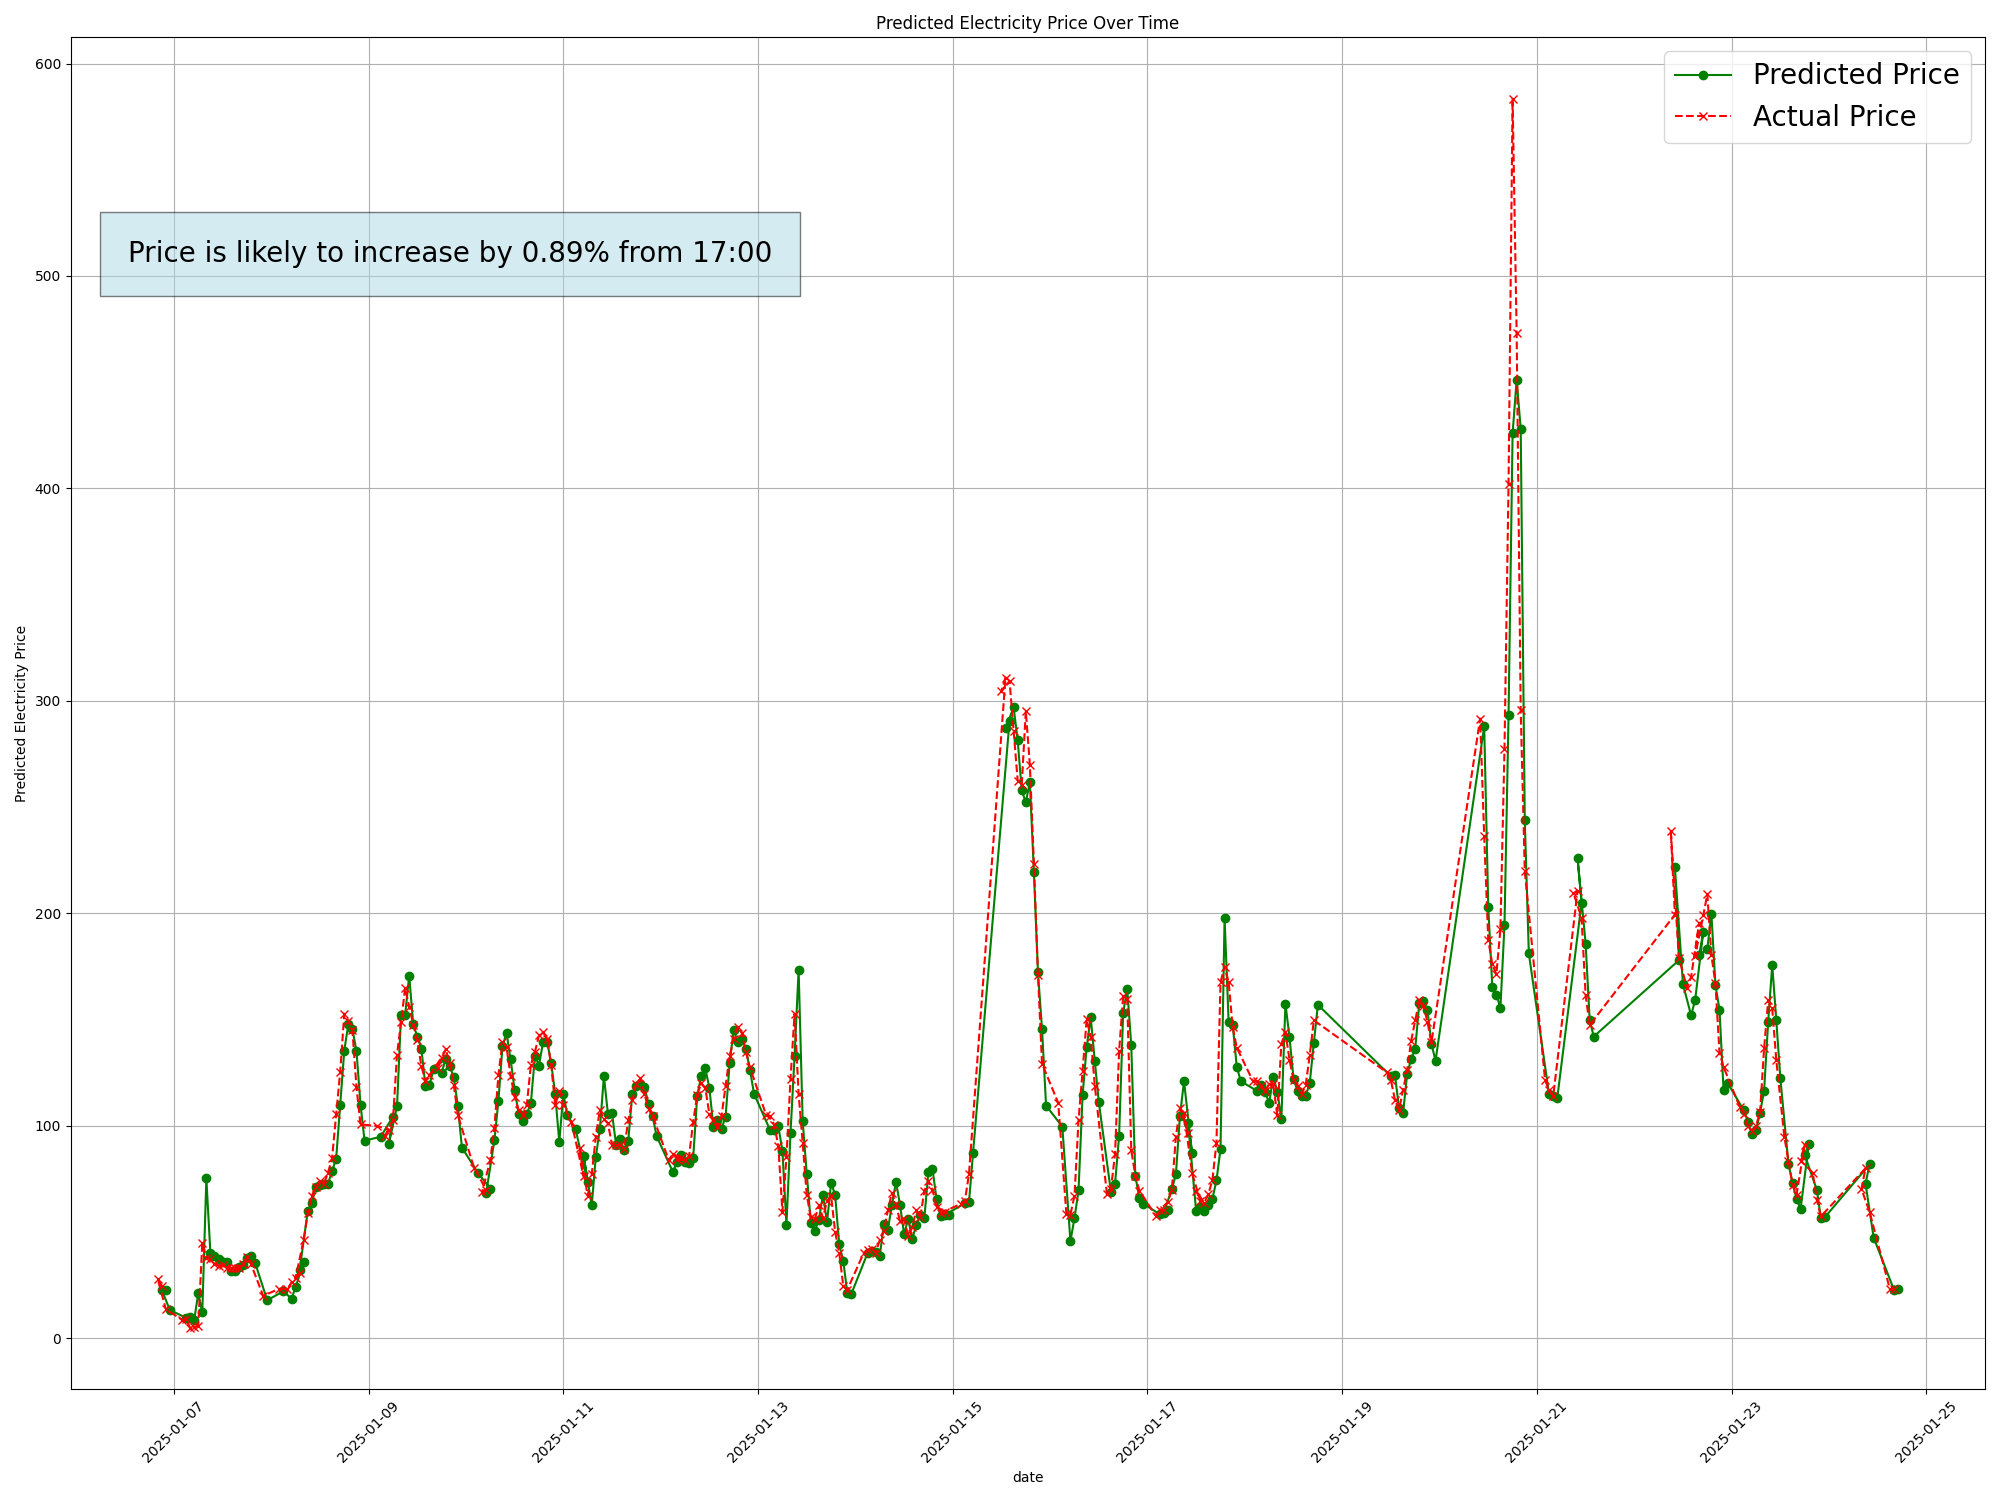 Predicted Electricity Price Over Time
Predicted Price
Actual Price
Price is likely to increase by 0.89% from 17:00
Predicted Electricity Price
600
500
400
300
200
100
0
2025-01-07
2025-01-09
2025-01-11
2025-01-13
2025-01-15
2025-01-17
2025-01-19
2025-01-21
2025-01-23
2025-01-25
date